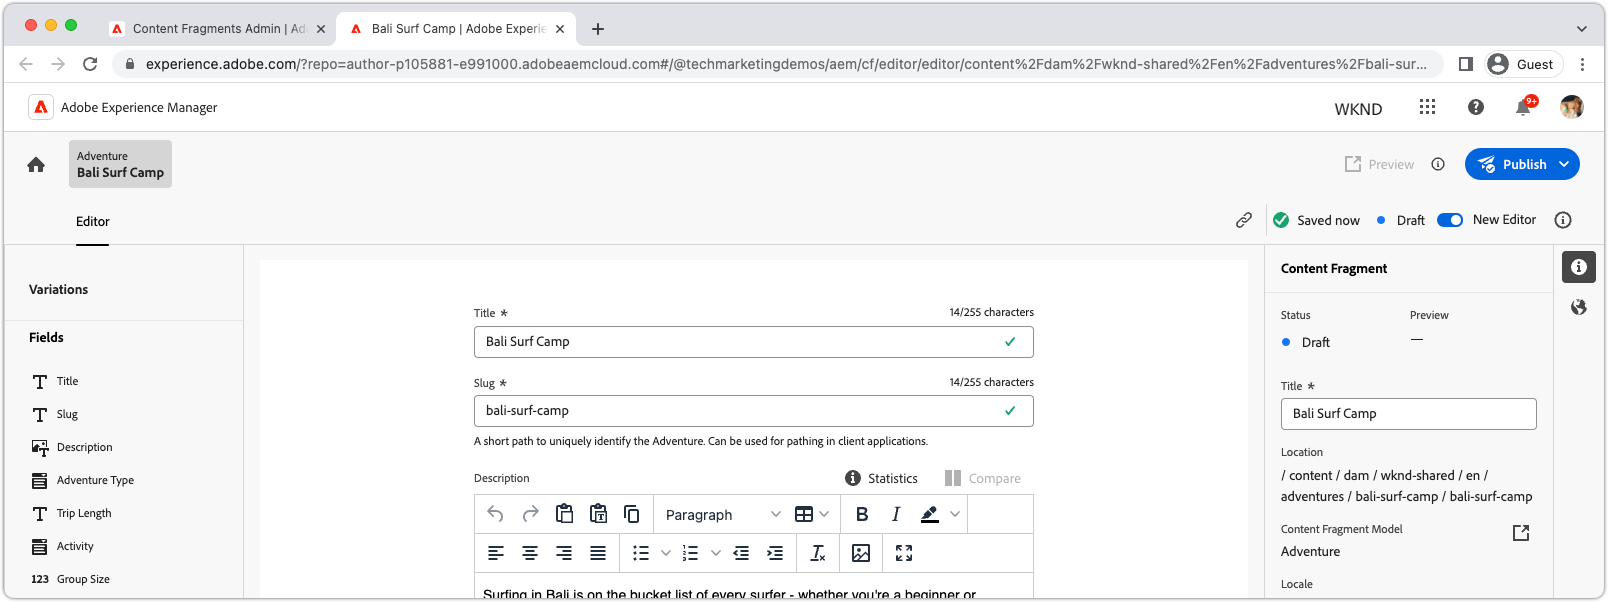 Content Fragments Admin | Ad
Bali Surf Camp | Adobe Experie
experience.adobe.com/?repo=author-p105881-e991000.adobeaemcloud.com#/@techmarketingdemos/aem/cf/editor/editor/content%2Fdam%2Fwknd-shared%2Fen%2Fadventures%2Fbali-sur...
Guest
Adobe Experience Manager
WKND
9+
Adventure
Bali Surf Camp
Preview
Publish
Editor
Saved now
Draft
New Editor
Variations
Fields
Title
Slug
Description
Adventure Type
Trip Length
Activity
123 Group Size
Title *
14/255 characters
Bali Surf Camp
Slug *
14/255 characters
bali-surf-camp
A short path to uniquely identify the Adventure. Can be used for pathing in client applications.
Description
Statistics
Compare
Paragraph
B I
Surfing in Bali is on the bucket list of every surfer - whether you're a beginner or
Content Fragment
Status
Preview
Draft
—
Title *
Bali Surf Camp
Location
/ content / dam / wknd-shared / en /
adventures / bali-surf-camp / bali-surf-camp
Content Fragment Model
Adventure
Locale